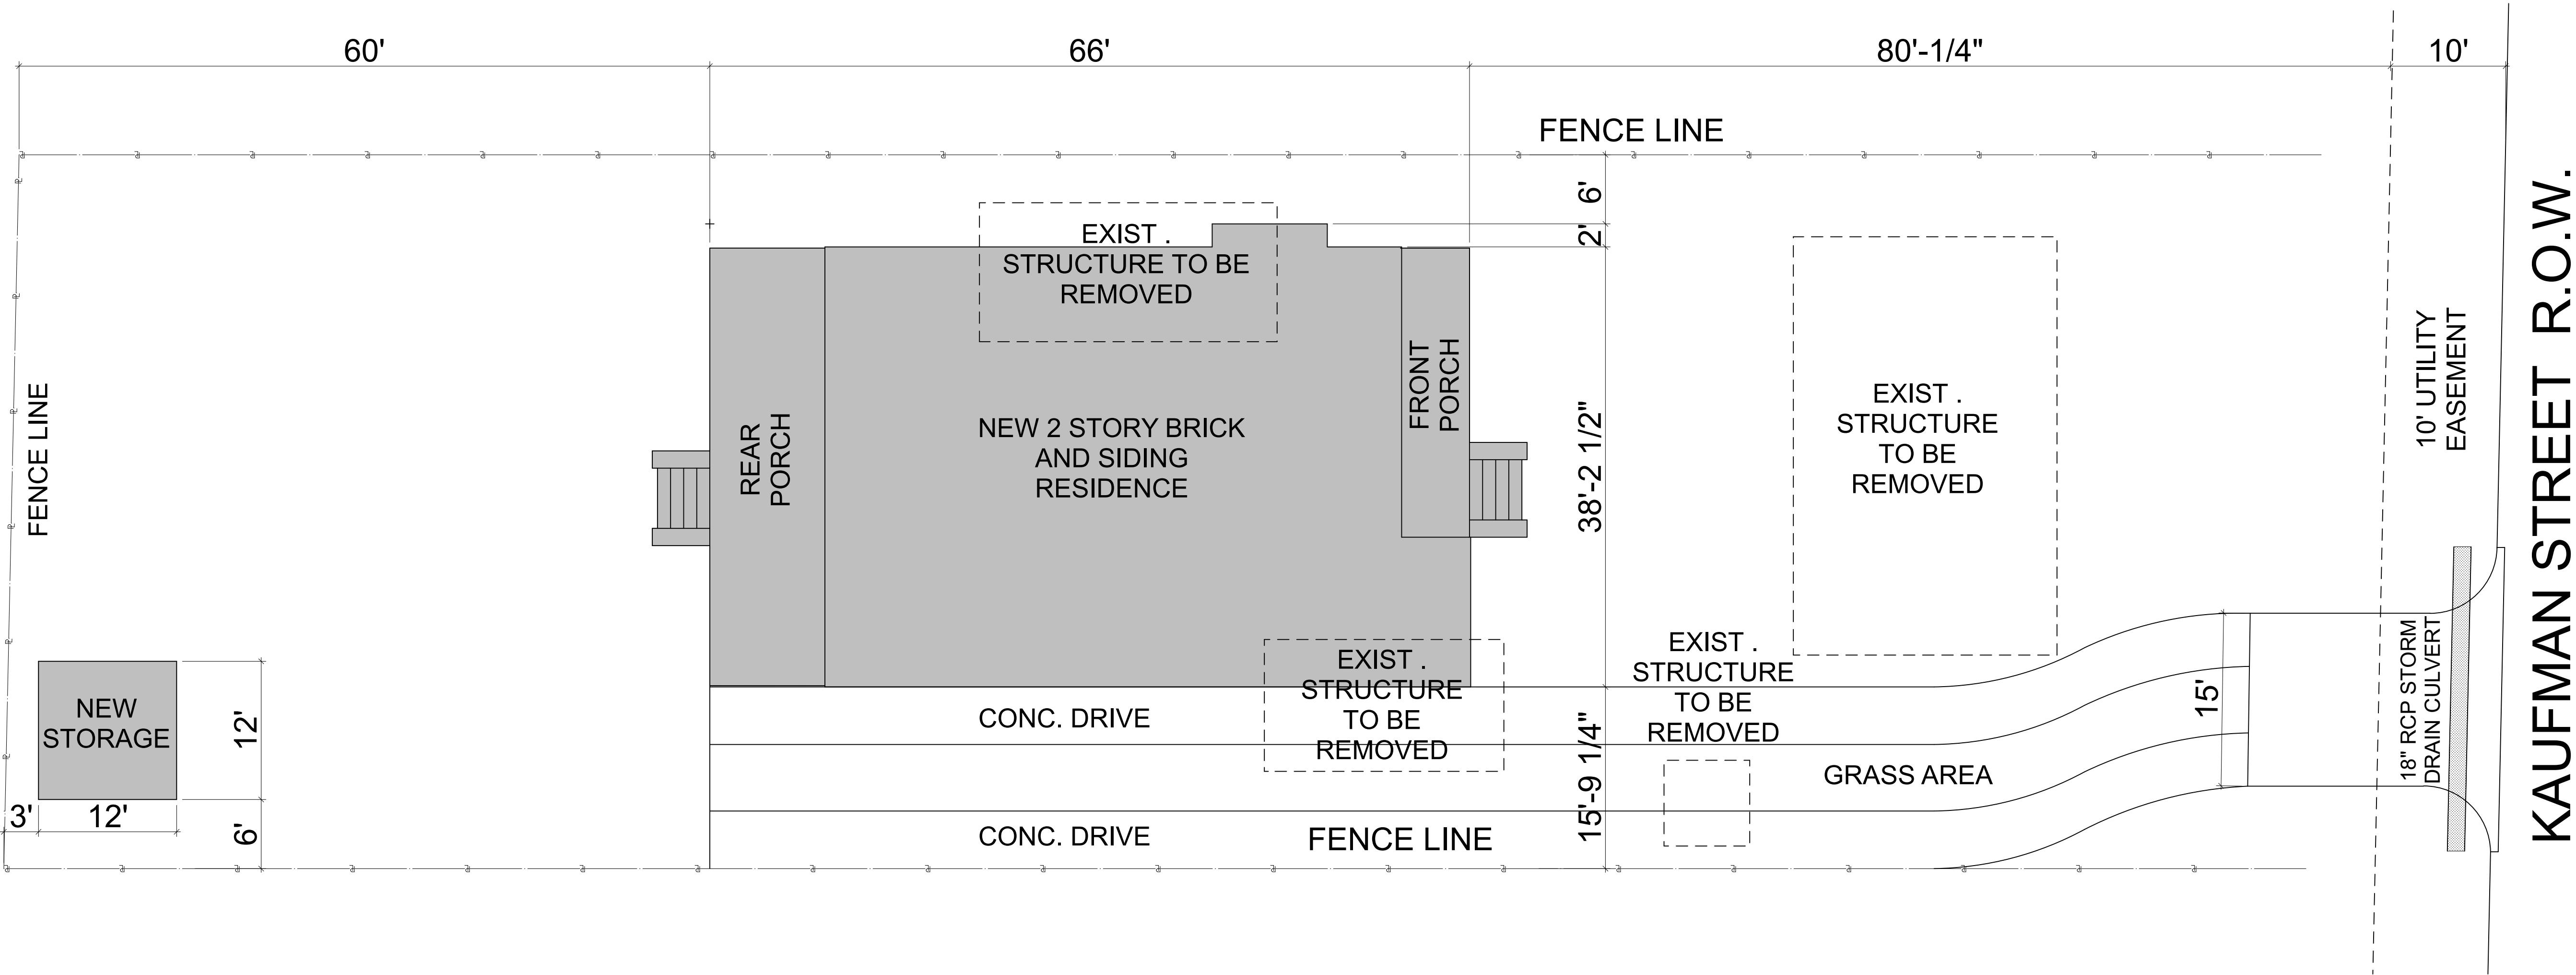 60'
66'
80'-1/4"
10'
FENCE LINE
6'
2'
38'-2 1/2"
15'-9 1/4"
EXIST .
STRUCTURE TO BE
REMOVED
NEW 2 STORY BRICK
AND SIDING
RESIDENCE
REAR
PORCH
FRONT
PORCH
EXIST .
STRUCTURE
TO BE
REMOVED
EXIST .
STRUCTURE
TO BE
REMOVED
EXIST .
STRUCTURE
TO BE
REMOVED
10' UTILITY
EASEMENT
KAUFMAN STREET R.O.W.
FENCE LINE
NEW
STORAGE
12'
3'
12'
6'
CONC. DRIVE
GRASS AREA
15'
18" RCP STORM
DRAIN CULVERT
CONC. DRIVE
FENCE LINE